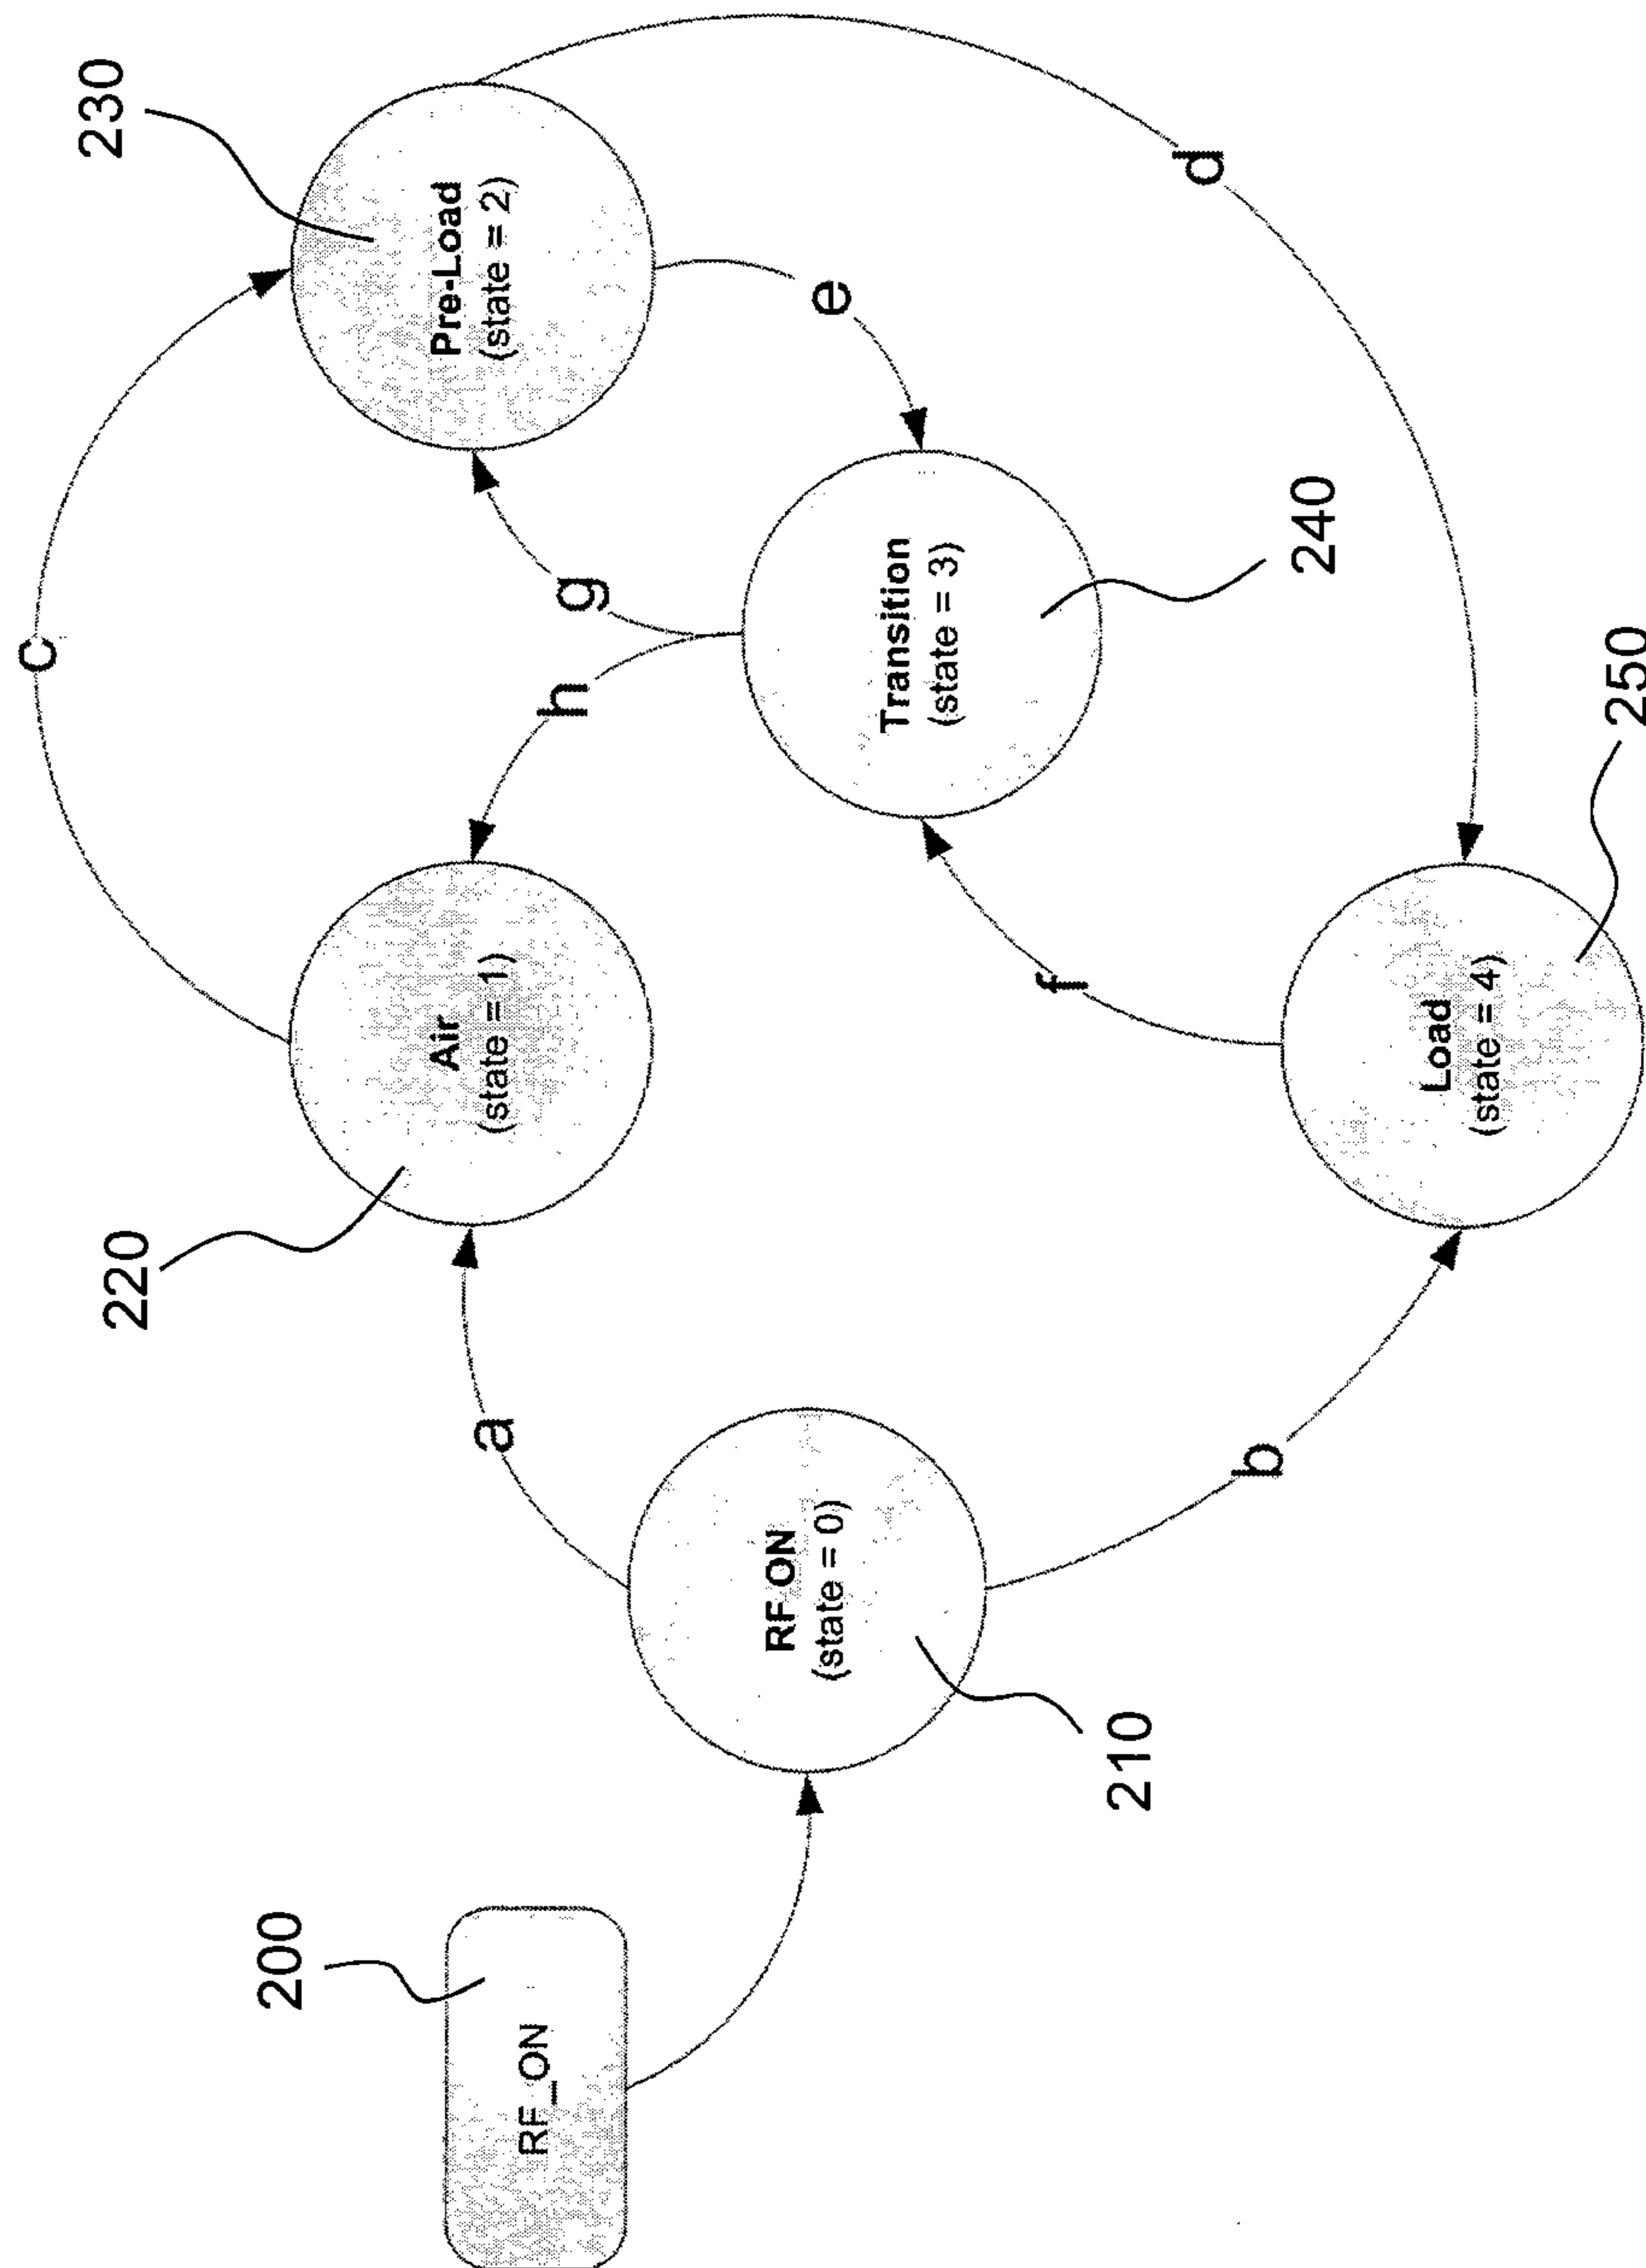 200
RF_ON
210
RF ON
(state = 0)
a
b
220
Air
(state = 1)
c
230
Pre-Load
(state = 2)
h
g
e
d
Transition
(state = 3)
240
f
Load
(state = 4)
250